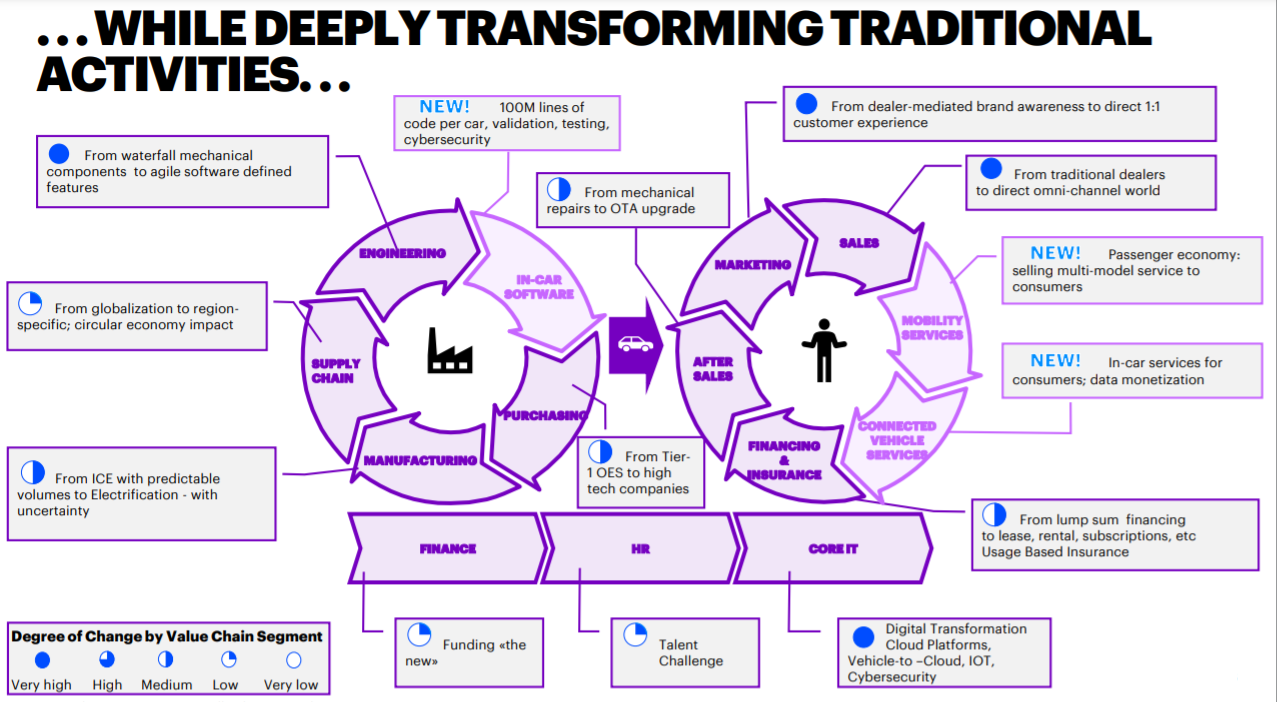 ...WHILE DEEPLY TRANSFORMING TRADITIONAL
ACTIVITIES...
NEW! 100M lines of
code per car, validation, testing,
cybersecurity
From dealer-mediated brand awareness to direct 1:1
customer experience
From waterfall mechanical
components to agile software defined
features
From mechanical
repairs to OTA upgrade
From traditional dealers
to direct omni-channel world
ENGINEERING
IN-CAR
SOFTWARE
MARKETING
SALES
NEW! Passenger economy:
selling multi-model service to
consumers
From globalization to region-
specific; circular economy impact
SUPPLY
CHAIN
AFTER
SALES
MOBILITY
SERVICES
NEW! In-car services for
consumers; data monetization
PURCHASING
MANUFACTURING
FINANCING
&
INSURANCE
CONNECTED
VEHICLE
SERVICES
From ICE with predictable
volumes to Electrification - with
uncertainty
From Tier-
1 OES to high
tech companies
From lump sum financing
to lease, rental, subscriptions, etc
Usage Based Insurance
FINANCE
HR
CORE IT
Funding «the
new»
Talent
Challenge
Digital Transformation
Cloud Platforms,
Vehicle-to –Cloud, IOT,
Cybersecurity
Degree of Change by Value Chain Segment
Very high High Medium Low Very low